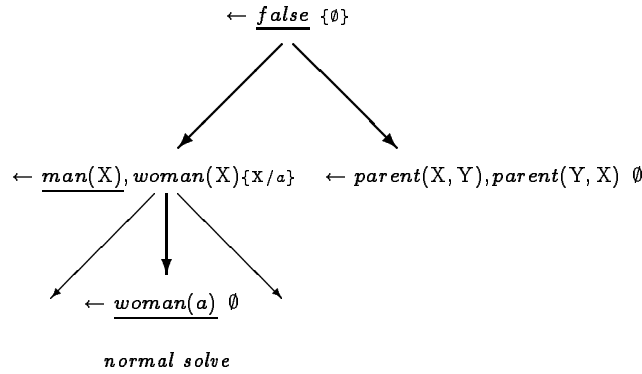 ← false {∅}
← man(X), woman(X){X/a} ← parent(X, Y), parent(Y, X) ∅
← woman(a) ∅
normal solve